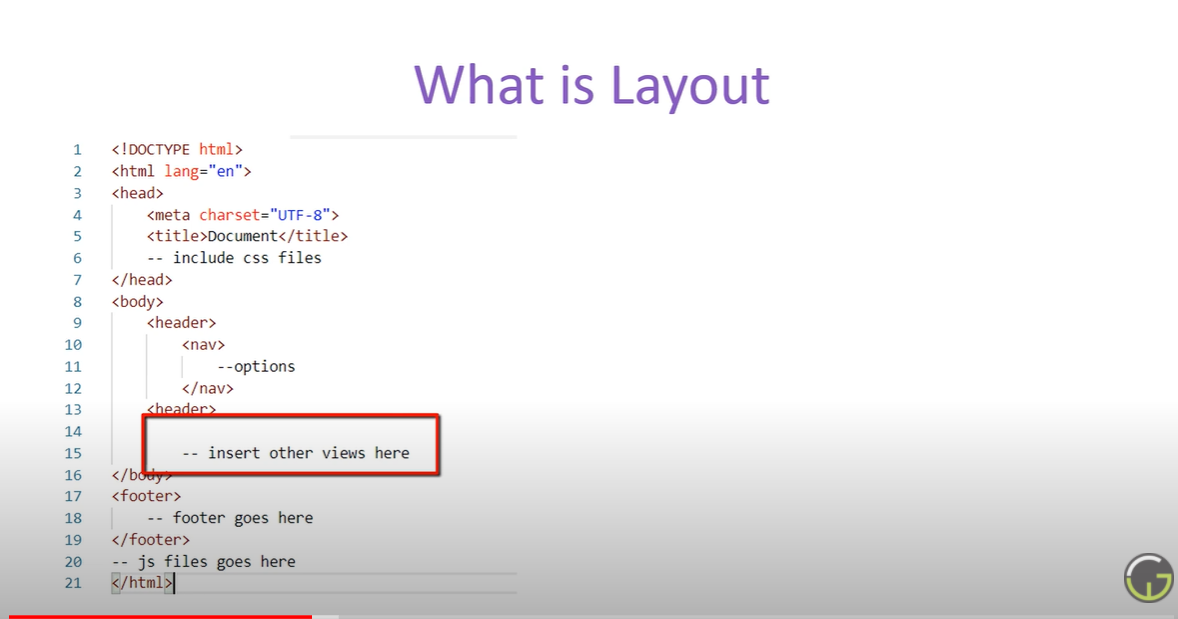 What is Layout
1 <!DOCTYPE html>
2 <html lang="en">
3 <head>
4 <meta charset="UTF-8">
5 <title>Document</title>
6 -- include css files
7 </head>
8 <body>
9 <header>
10 <nav>
11 --options
12 </nav>
13 <header>
14
15 -- insert other views here
16 </body>
17 <footer>
18 -- footer goes here
19 </footer>
20 -- js files goes here
21 </html>